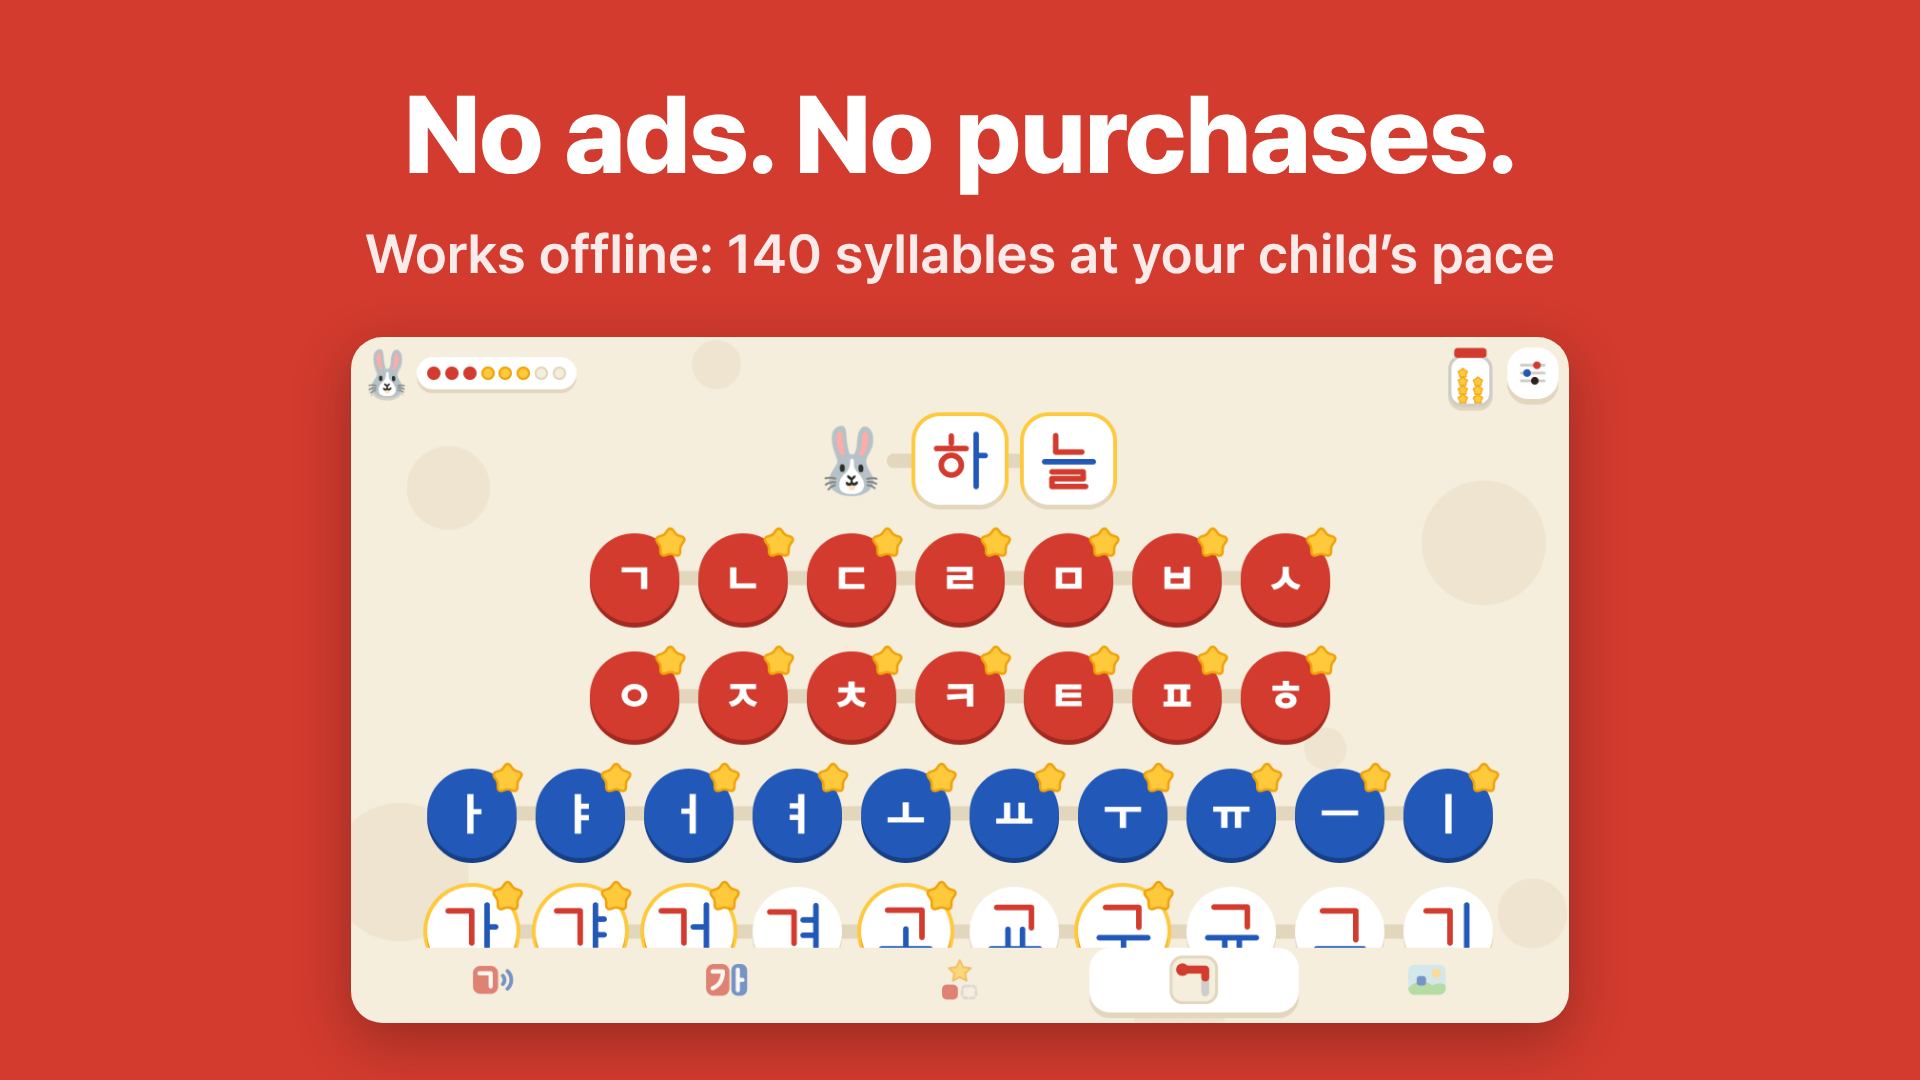 No ads. No purchases.
Works offline: 140 syllables at your child’s pace
하 늘
ㄱ ㄴ ㄷ ㄹ ㅁ ㅂ ㅅ
ㅇ ㅈ ㅊ ㅋ ㅌ ㅍ ㅎ
ㅏ ㅑ ㅓ ㅕ ㅗ ㅛ ㅜ ㅠ ㅡ ㅣ
가 갸 거 겨 고 교 구 규 그 기
ㄱ 가 ㄱ